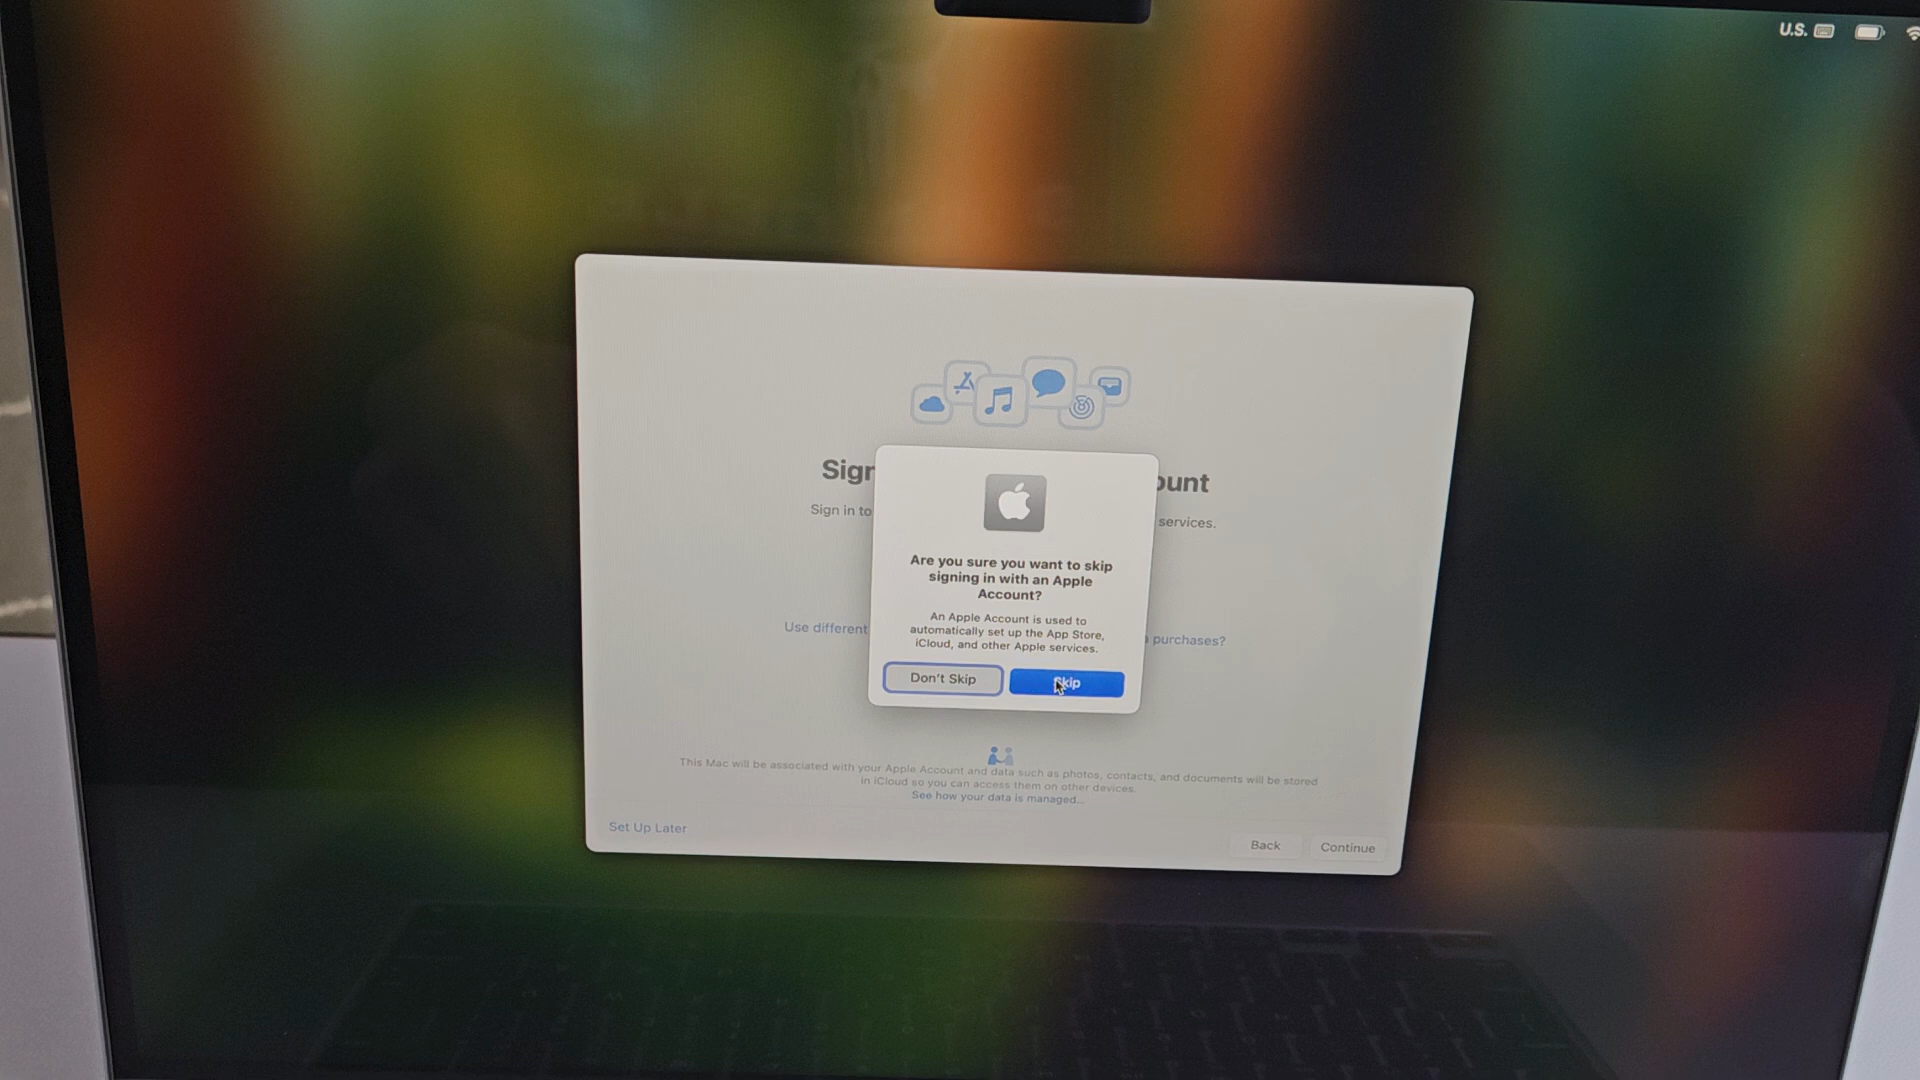 U.S.
Sign
ount
Sign in to
services.
Are you sure you want to skip
signing in with an Apple
Account?
An Apple Account is used to
automatically set up the App Store,
iCloud, and other Apple services.
Use different
purchases?
Don't Skip
Skip
This Mac will be associated with your Apple Account and data such as photos, contacts, and documents will be stored
in iCloud so you can access them on other devices.
See how your data is managed...
Set Up Later
Back
Continue